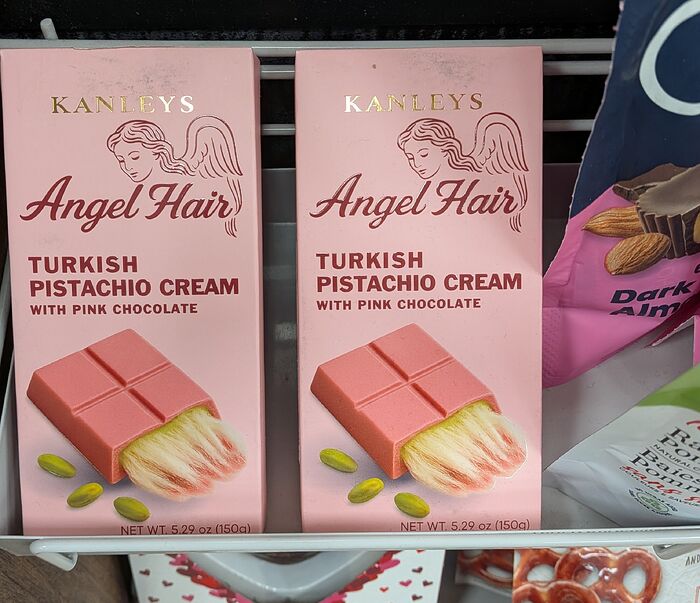 KANLEYS
Angel Hair
TURKISH
PISTACHIO CREAM
WITH PINK CHOCOLATE
NET WT. 5.29 oz (150g)
KANLEYS
Angel Hair
TURKISH
PISTACHIO CREAM
WITH PINK CHOCOLATE
NET WT. 5.29 oz (150g)
Dark